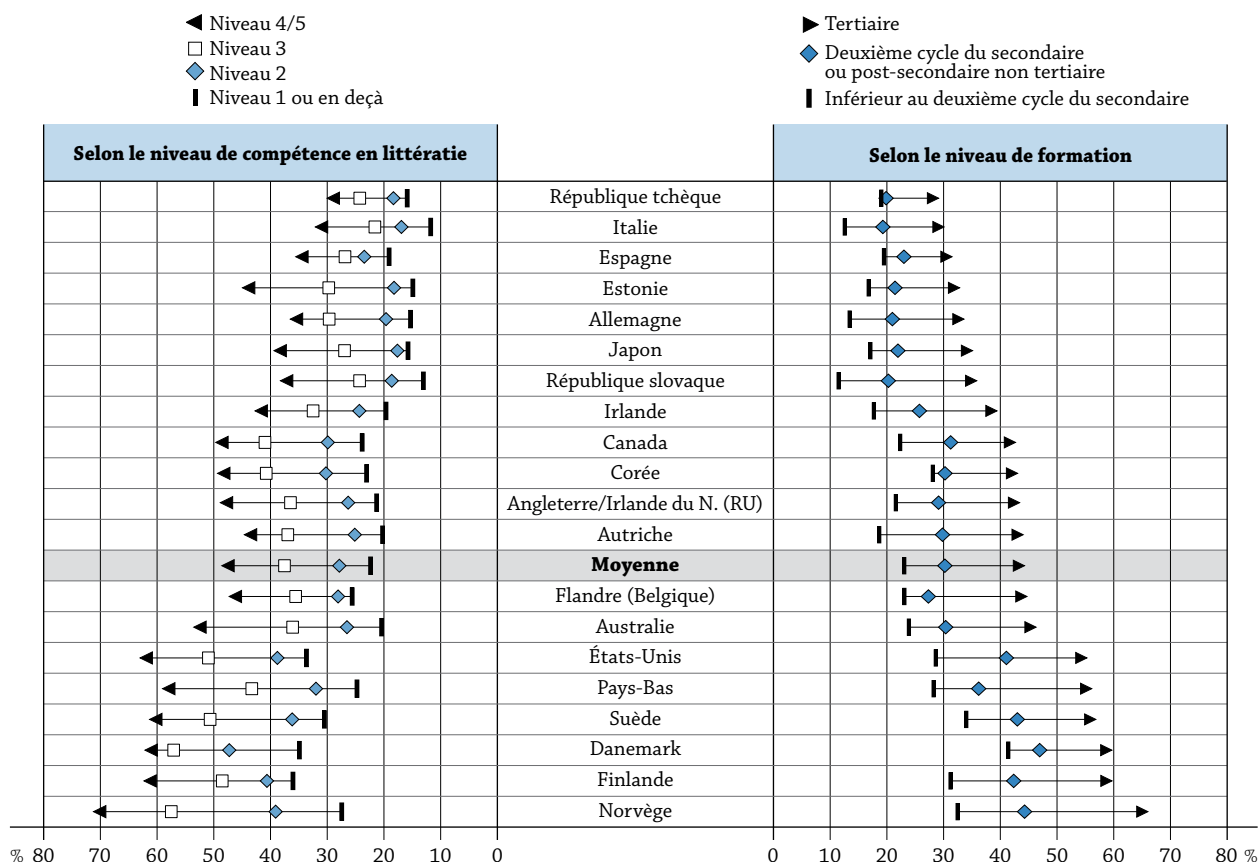 Niveau 4/5
Niveau 3
Niveau 2
Niveau 1 ou en deçà
Tertiaire
Deuxième cycle du secondaire
ou post-secondaire non tertiaire
Inférieur au deuxième cycle du secondaire
Selon le niveau de compétence en littératie
Selon le niveau de formation
République tchèque
Italie
Espagne
Estonie
Allemagne
Japon
République slovaque
Irlande
Canada
Corée
Angleterre/Irlande du N. (RU)
Autriche
Moyenne
Flandre (Belgique)
Australie
États-Unis
Pays-Bas
Suède
Danemark
Finlande
Norvège
% 80 70 60 50 40 30 20 10 0
0 10 20 30 40 50 60 70 80 %